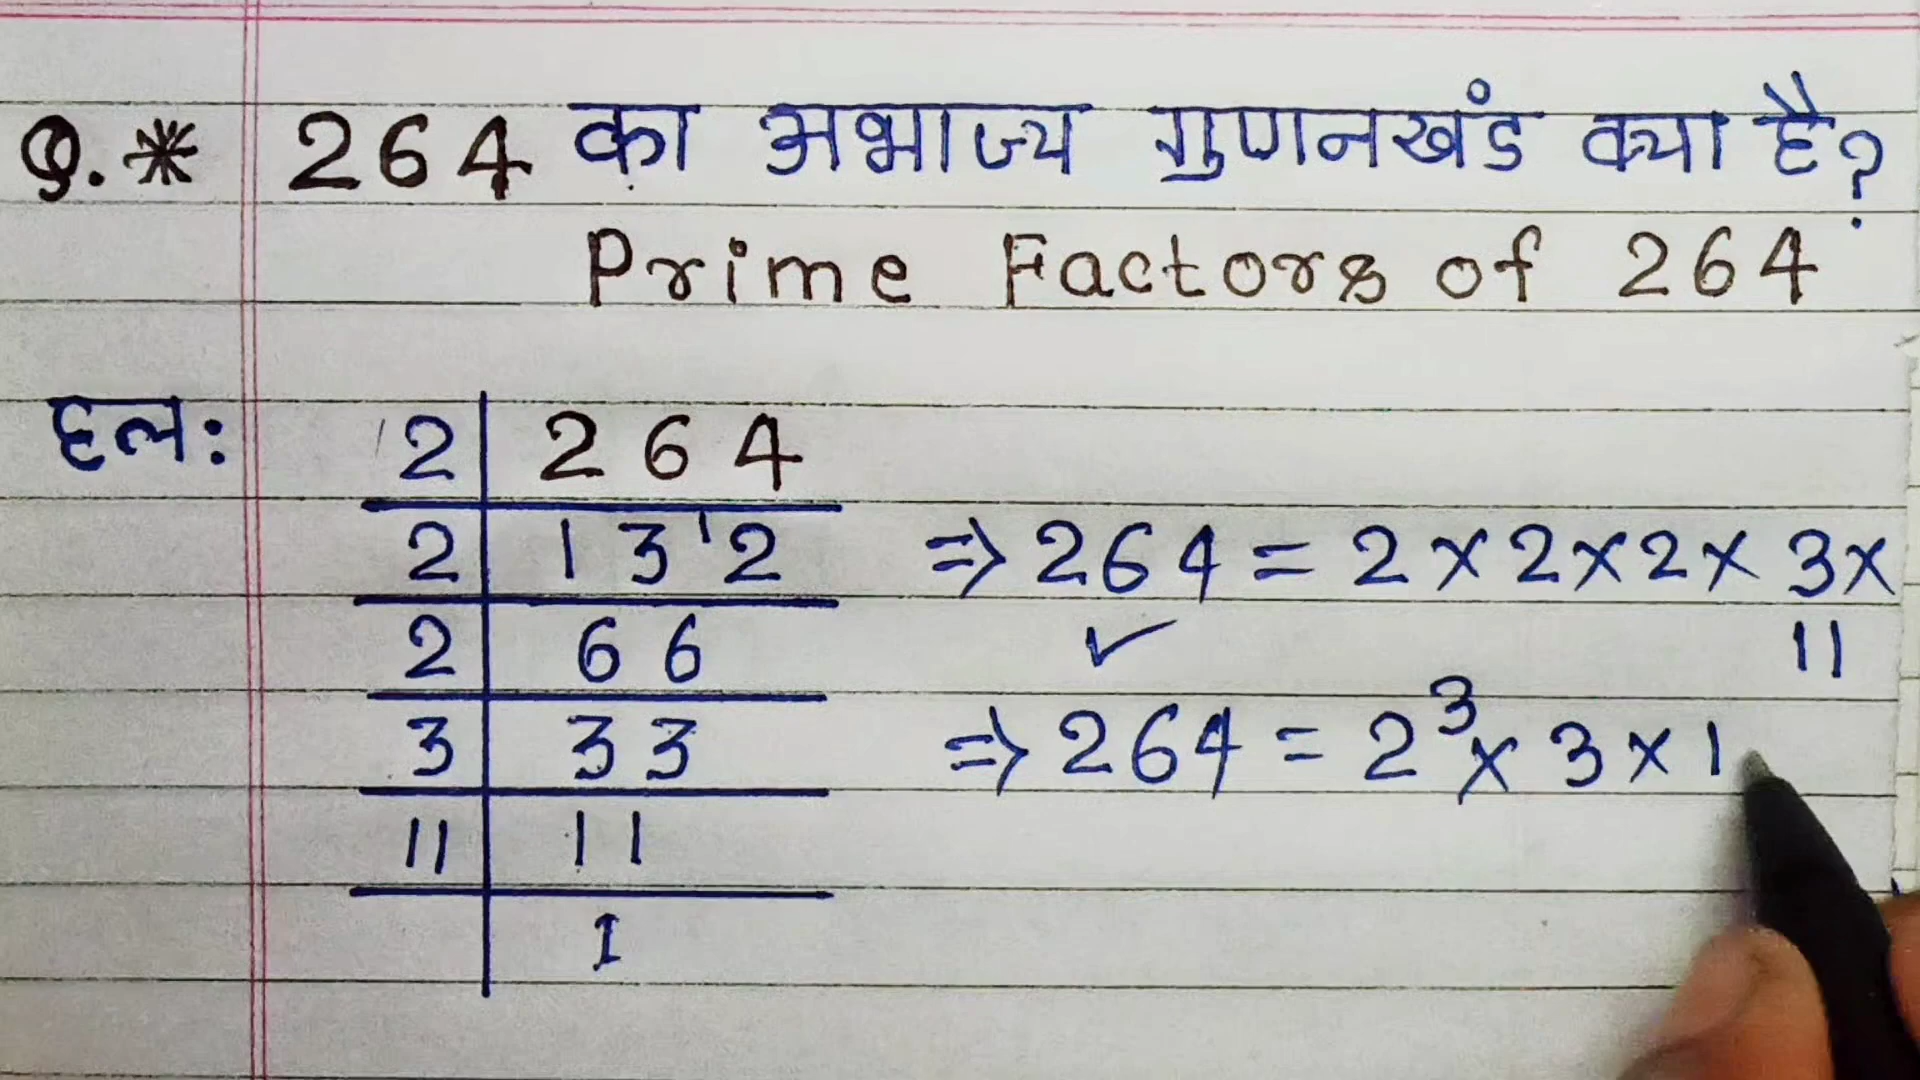 Q.* 264 का अभाज्य गुणनखंड क्या है?
Prime Factors of 264
हल:
2 | 264
2 | 13¹2
2 | 66
3 | 33
11 | 11
1
=> 264 = 2 × 2 × 2 × 3 ×
11
✓
=> 264 = 2³ × 3 × 1